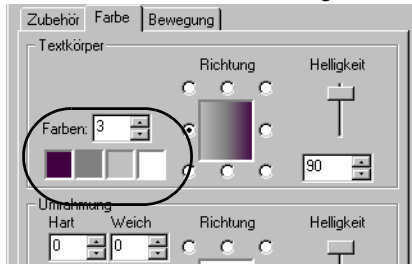 Zubehör Farbe Bewegung
Textkörper
Richtung Helligkeit
Farben: 3
90
Umrahmung
Hart Weich Richtung Helligkeit
0 0